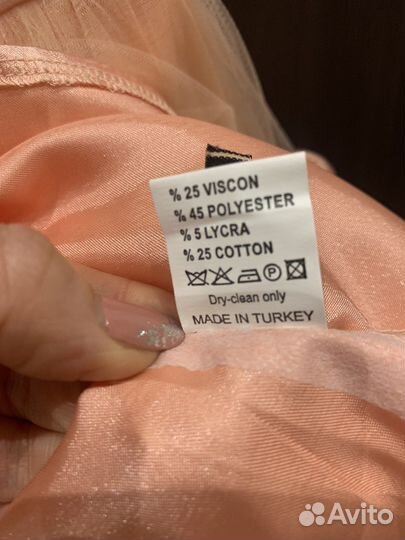 % 25 VISCON
% 45 POLYESTER
% 5 LYCRA
% 25 COTTON
P
Dry-clean only
MADE IN TURKEY
Avito